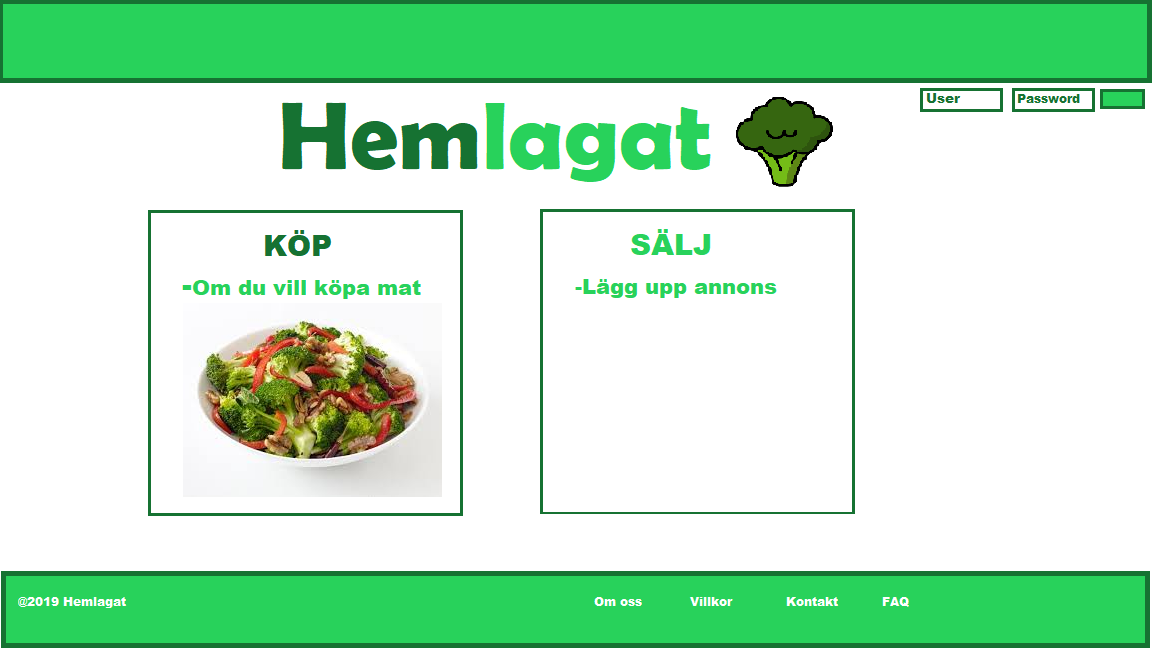 User
Password
Hemlagat
KÖP
-Om du vill köpa mat
SÄLJ
-Lägg upp annons
@2019 Hemlagat
Om oss
Villkor
Kontakt
FAQ